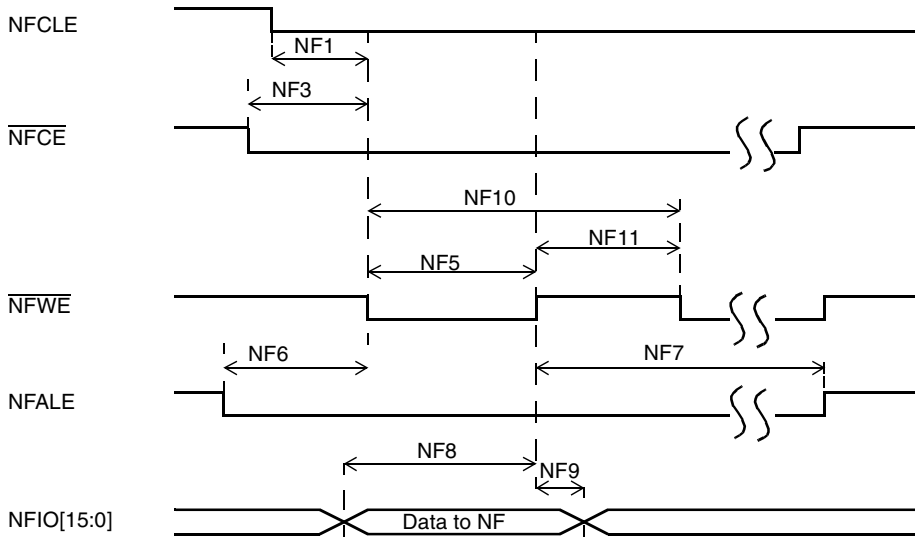 NFCLE
NF1
NF3
NFCE
NF10
NF11
NF5
NFWE
NF6
NF7
NFALE
NF8
NF9
NFIO[15:0]
Data to NF